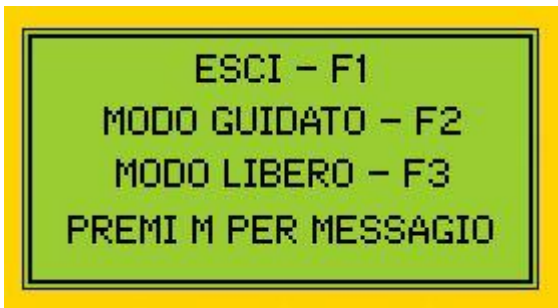 ESCI – F1
MODO GUIDATO – F2
MODO LIBERO – F3
PREMI M PER MESSAGIO